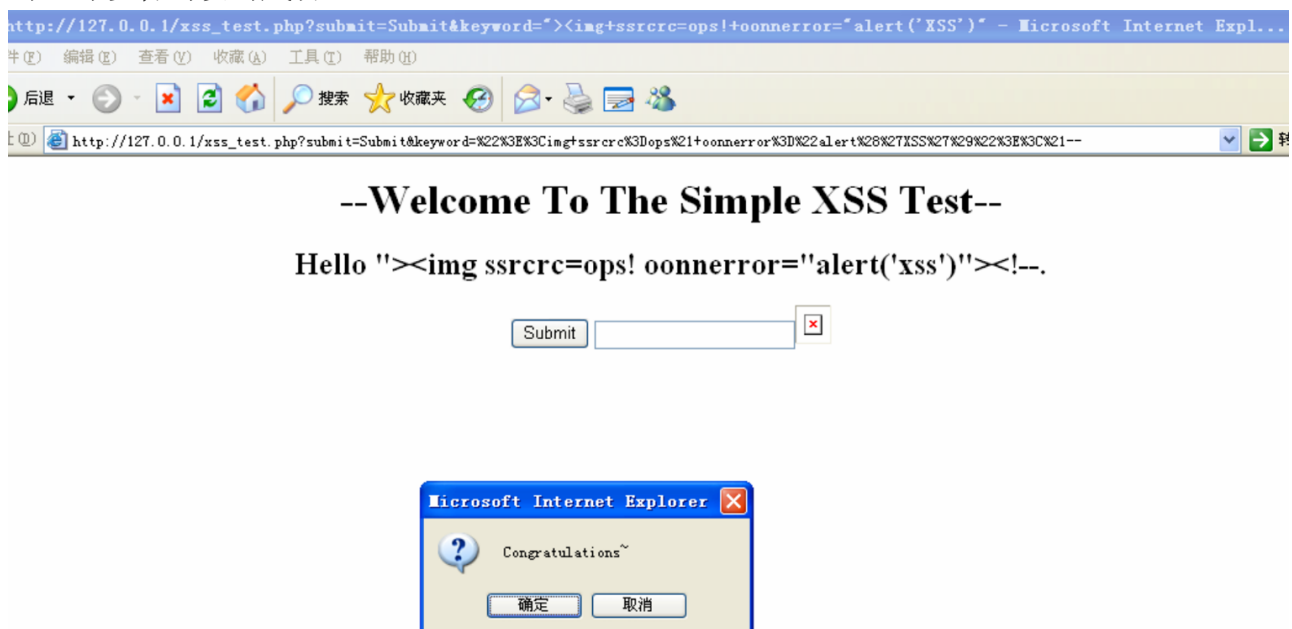 http://127.0.0.1/xss_test.php?submit=Submit&keyword="><img+ssrcrc=ops!+oonnerror="alert('XSS')" - Microsoft Internet Expl...
件(F) 编辑(E) 查看(V) 收藏(A) 工具(T) 帮助(H)
后退 搜索 收藏夹
址(D) http://127.0.0.1/xss_test.php?submit=Submit&keyword=%22%3E%3Cimg+ssrcrc%3Dops%21+oonnerror%3D%22alert%28%27XSS%27%29%22%3E%3C%21-- 转
--Welcome To The Simple XSS Test--
Hello "><img ssrcrc=ops! oonnerror="alert('xss')"><!--.
Submit
Microsoft Internet Explorer
Congratulations~
确定 取消